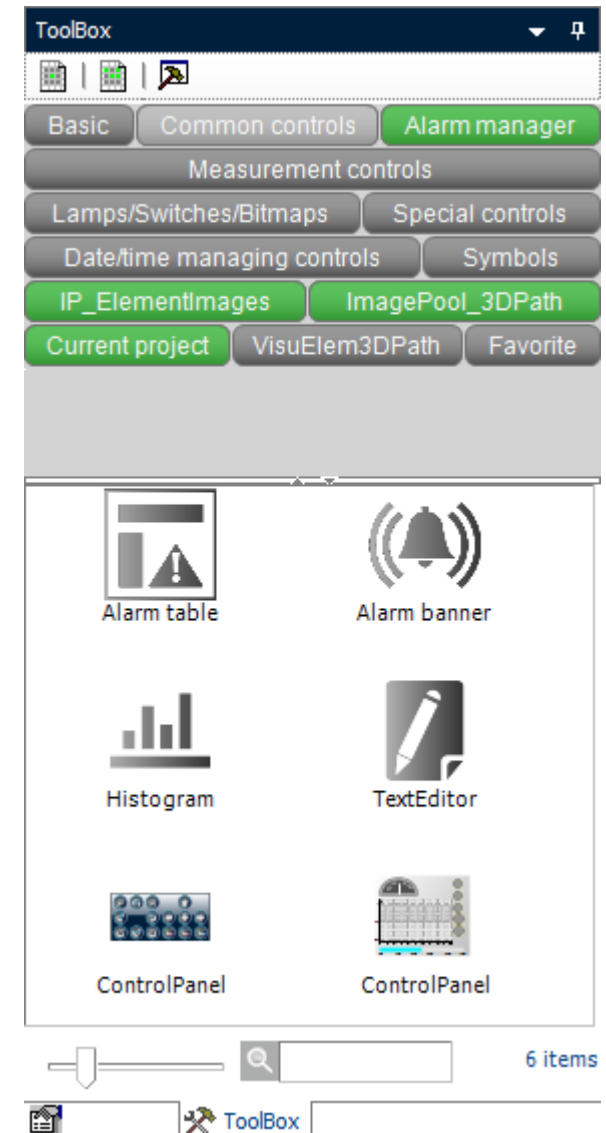 ToolBox
Basic Common controls Alarm manager
Measurement controls
Lamps/Switches/Bitmaps Special controls
Date/time managing controls Symbols
IP_ElementImages ImagePool_3DPath
Current project VisuElem3DPath Favorite
Alarm table Alarm banner
Histogram TextEditor
ControlPanel ControlPanel
6 items
ToolBox